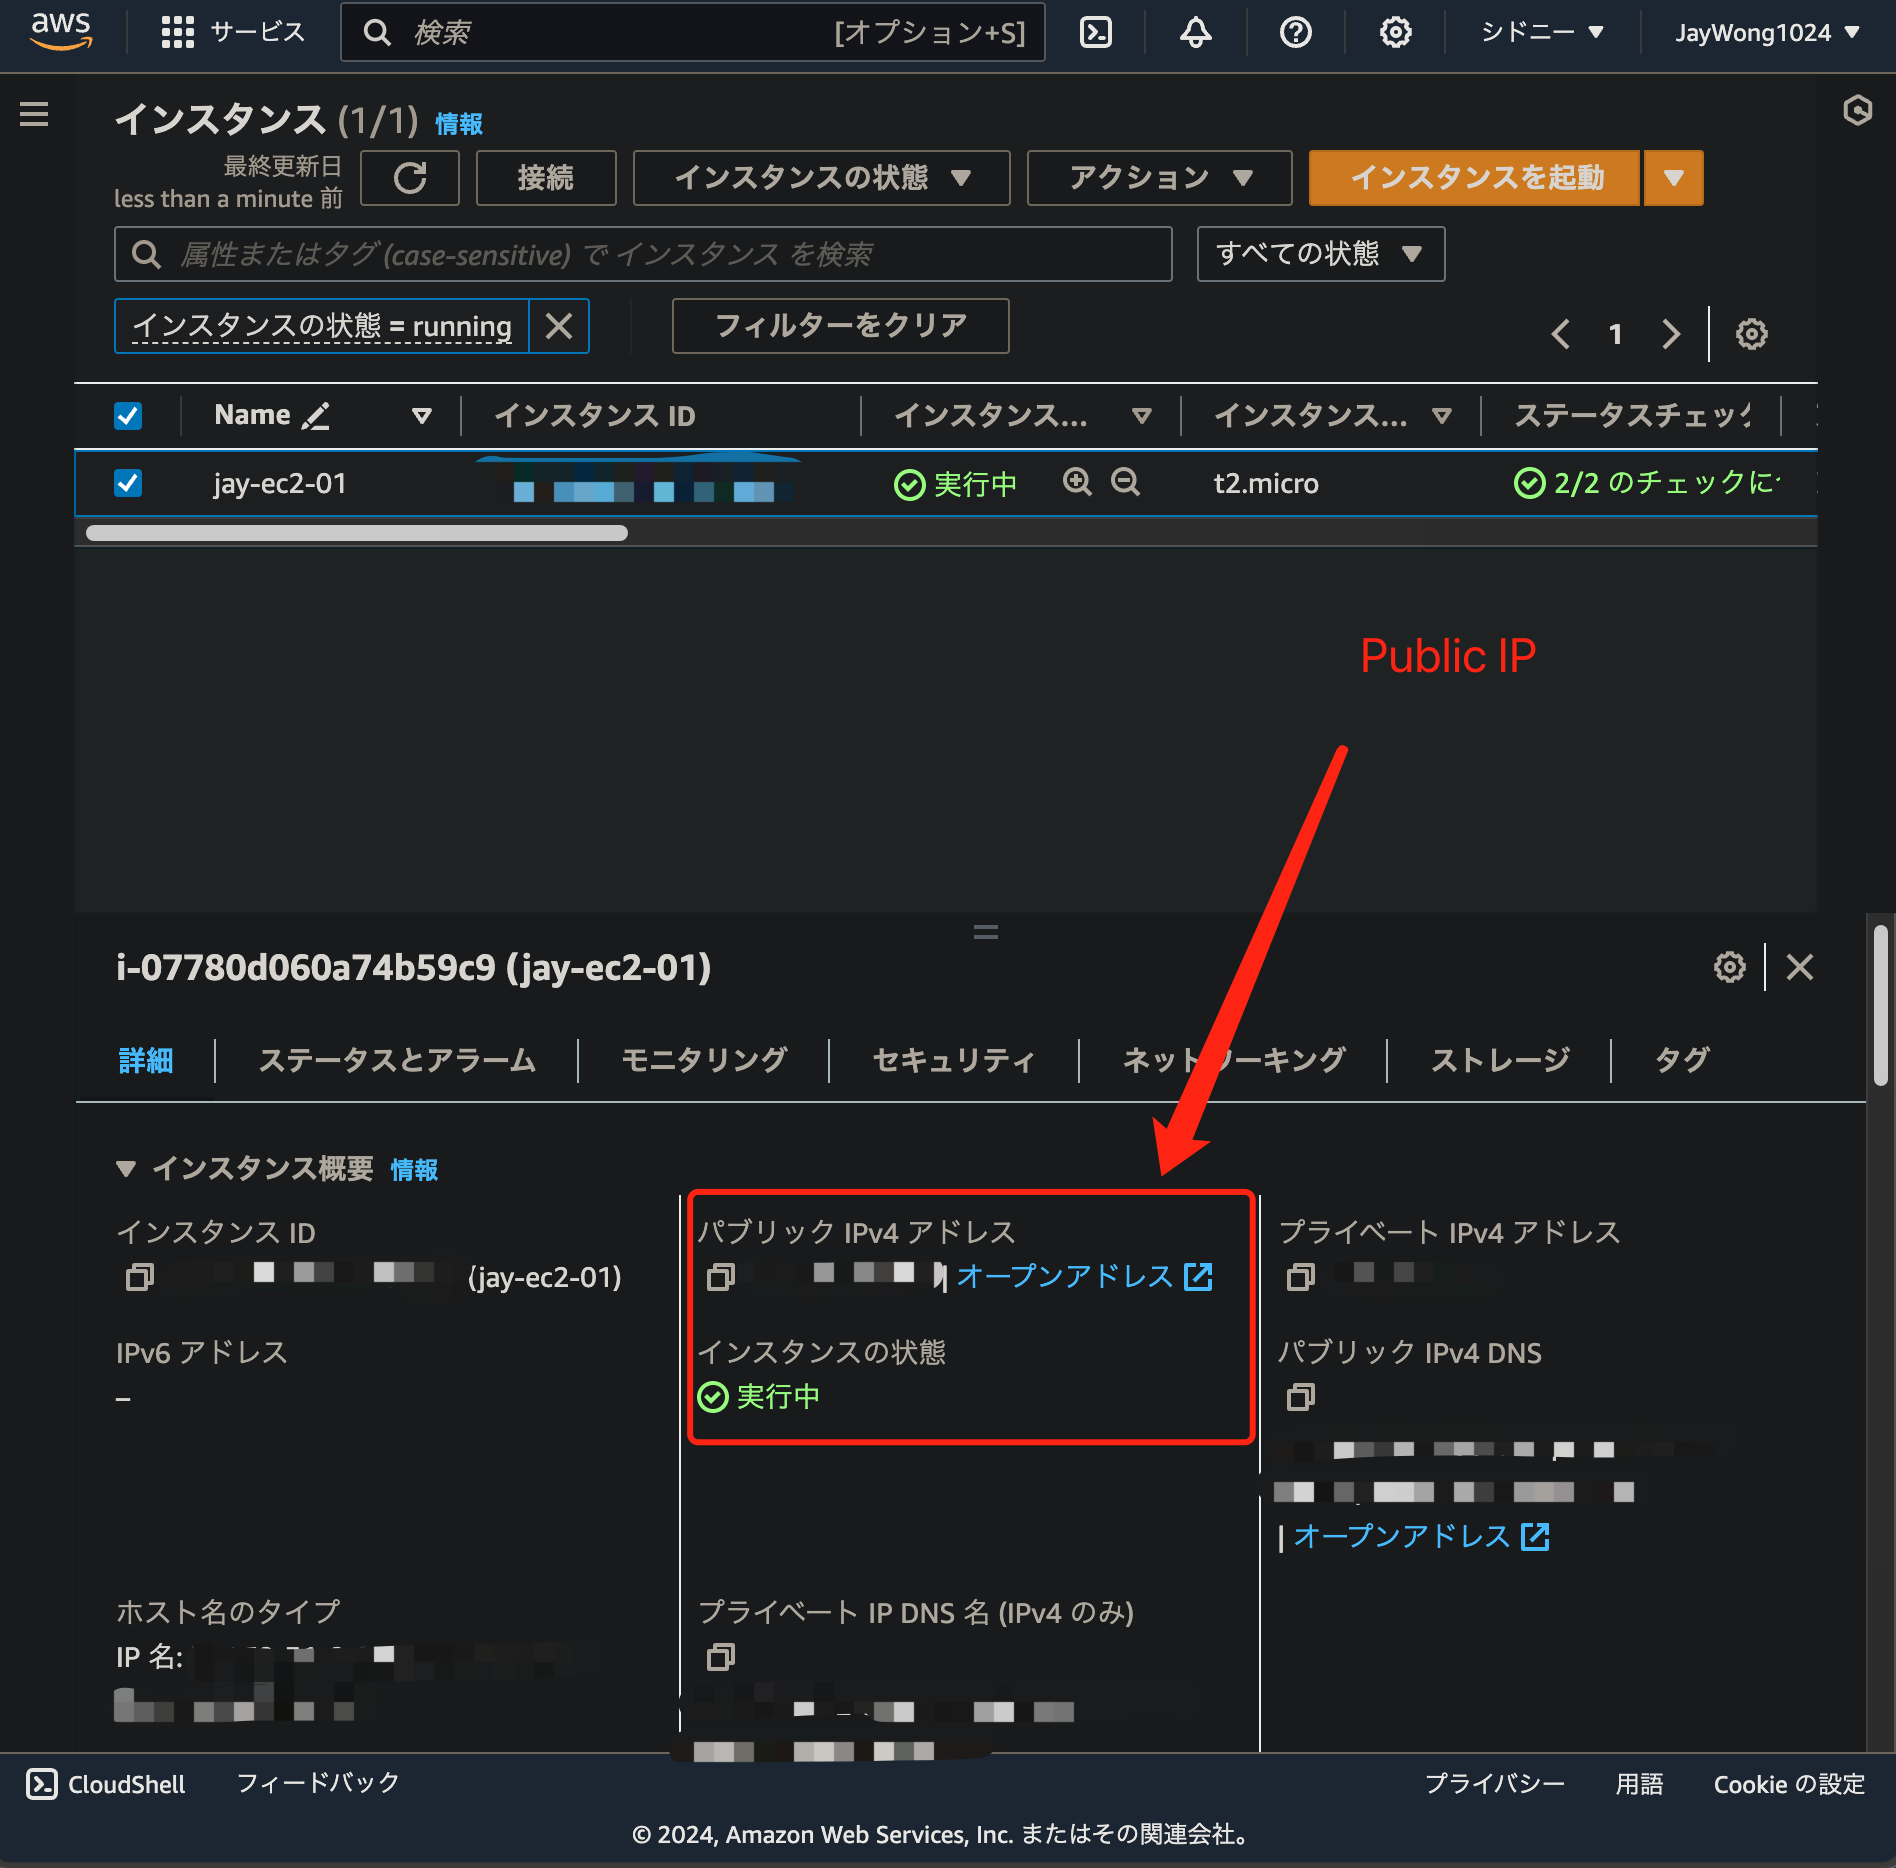 aws
サービス
検索
[オプション+S]
シドニー
JayWong1024
インスタンス (1/1) 情報
最終更新日
less than a minute 前
接続
インスタンスの状態
アクション
インスタンスを起動
属性またはタグ (case-sensitive) で インスタンス を検索
すべての状態
インスタンスの状態 = running
フィルターをクリア
1
Name
インスタンス ID
インスタンス...
インスタンス...
ステータスチェック
jay-ec2-01
実行中
t2.micro
2/2 のチェックに
Public IP
i-07780d060a74b59c9 (jay-ec2-01)
詳細
ステータスとアラーム
モニタリング
セキュリティ
ネットワーキング
ストレージ
タグ
インスタンス概要 情報
インスタンス ID
(jay-ec2-01)
パブリック IPv4 アドレス
| オープンアドレス
プライベート IPv4 アドレス
IPv6 アドレス
–
インスタンスの状態
実行中
パブリック IPv4 DNS
| オープンアドレス
ホスト名のタイプ
IP 名:
プライベート IP DNS 名 (IPv4 のみ)
CloudShell
フィードバック
プライバシー
用語
Cookie の設定
© 2024, Amazon Web Services, Inc. またはその関連会社。